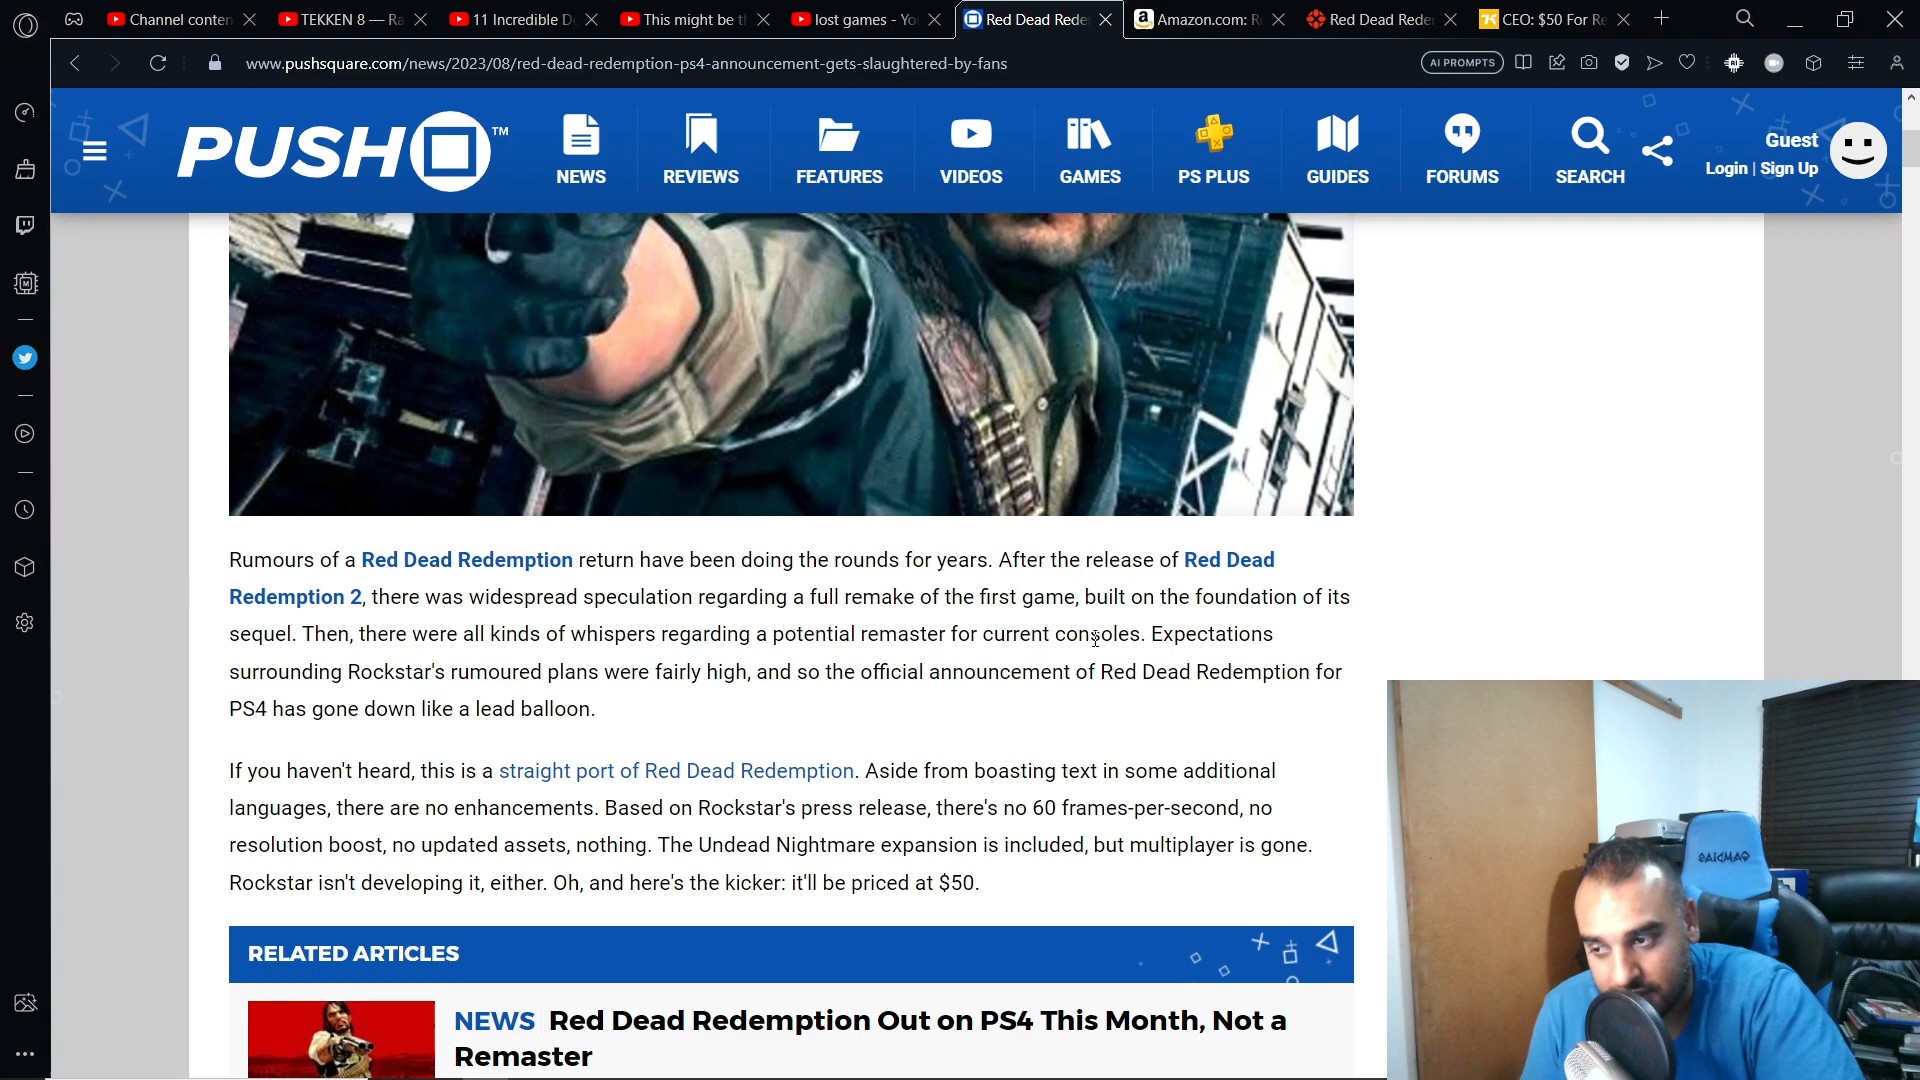 Channel conten
TEKKEN 8 — Ra
11 Incredible D
This might be t
lost games - Yo
Red Dead Rede
Amazon.com: R
Red Dead Rede
CEO: $50 For Re
www.pushsquare.com/news/2023/08/red-dead-redemption-ps4-announcement-gets-slaughtered-by-fans
AI PROMPTS
PUSH ™
NEWS
REVIEWS
FEATURES
VIDEOS
GAMES
PS PLUS
GUIDES
FORUMS
SEARCH
Guest
Login | Sign Up
Rumours of a Red Dead Redemption return have been doing the rounds for years. After the release of Red Dead
Redemption 2, there was widespread speculation regarding a full remake of the first game, built on the foundation of its
sequel. Then, there were all kinds of whispers regarding a potential remaster for current consoles. Expectations
surrounding Rockstar's rumoured plans were fairly high, and so the official announcement of Red Dead Redemption for
PS4 has gone down like a lead balloon.
If you haven't heard, this is a straight port of Red Dead Redemption. Aside from boasting text in some additional
languages, there are no enhancements. Based on Rockstar's press release, there's no 60 frames-per-second, no
resolution boost, no updated assets, nothing. The Undead Nightmare expansion is included, but multiplayer is gone.
Rockstar isn't developing it, either. Oh, and here's the kicker: it'll be priced at $50.
RELATED ARTICLES
NEWS Red Dead Redemption Out on PS4 This Month, Not a
Remaster